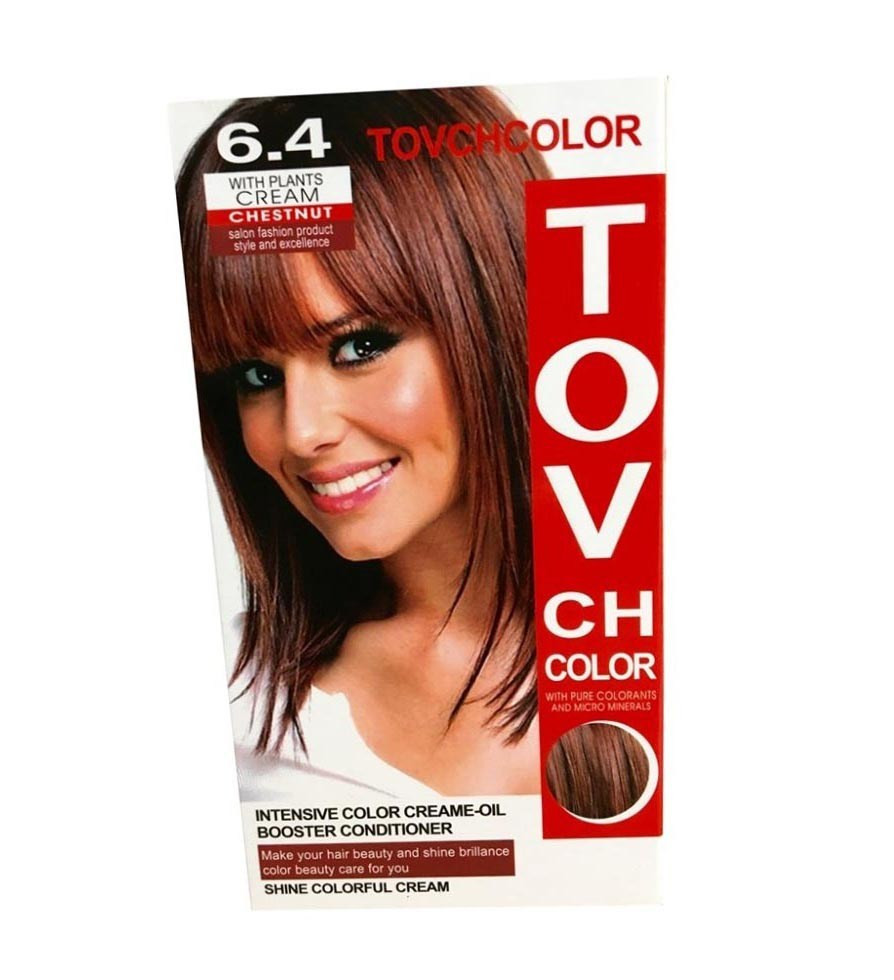 6.4
TOVCHCOLOR
WITH PLANTS
CREAM
CHESTNUT
salon fashion product
style and excellence
T
O
V
CH
COLOR
WITH PURE COLORANTS
AND MICRO MINERALS
INTENSIVE COLOR CREAME-OIL
BOOSTER CONDITIONER
Make your hair beauty and shine brillance
color beauty care for you
SHINE COLORFUL CREAM